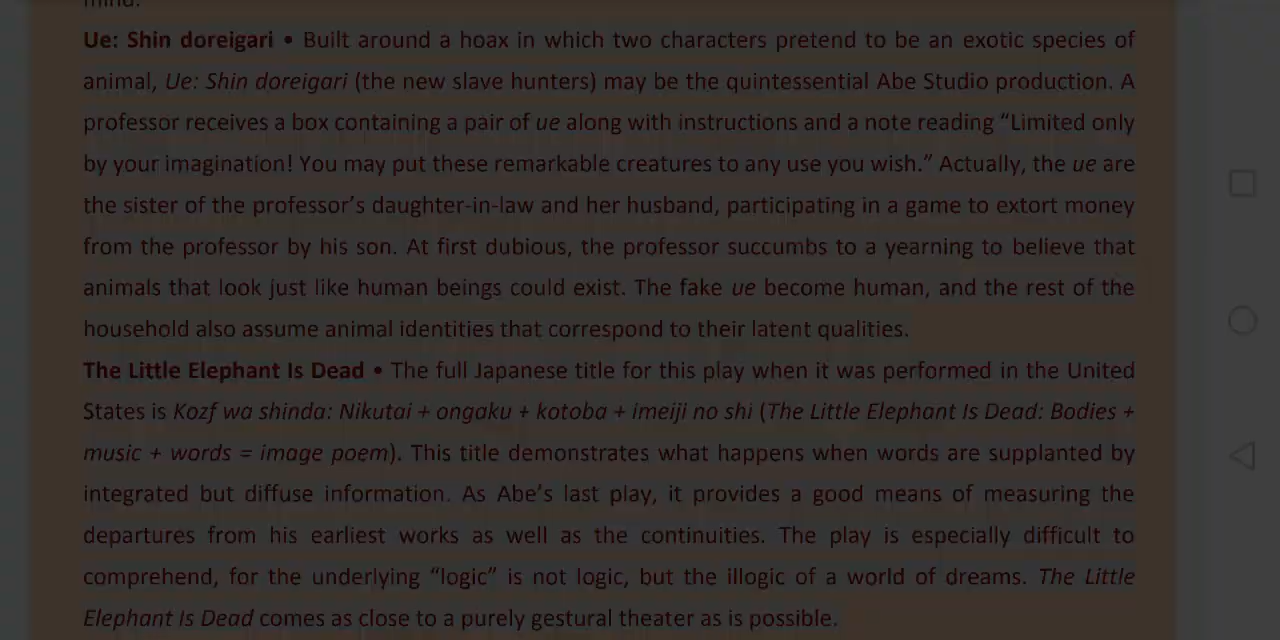 mind.
Ue: Shin doreigari • Built around a hoax in which two characters pretend to be an exotic species of
animal, Ue: Shin doreigari (the new slave hunters) may be the quintessential Abe Studio production. A
professor receives a box containing a pair of ue along with instructions and a note reading “Limited only
by your imagination! You may put these remarkable creatures to any use you wish.” Actually, the ue are
the sister of the professor’s daughter-in-law and her husband, participating in a game to extort money
from the professor by his son. At first dubious, the professor succumbs to a yearning to believe that
animals that look just like human beings could exist. The fake ue become human, and the rest of the
household also assume animal identities that correspond to their latent qualities.
The Little Elephant Is Dead • The full Japanese title for this play when it was performed in the United
States is Kozf wa shinda: Nikutai + ongaku + kotoba + imeiji no shi (The Little Elephant Is Dead: Bodies +
music + words = image poem). This title demonstrates what happens when words are supplanted by
integrated but diffuse information. As Abe’s last play, it provides a good means of measuring the
departures from his earliest works as well as the continuities. The play is especially difficult to
comprehend, for the underlying “logic” is not logic, but the illogic of a world of dreams. The Little
Elephant Is Dead comes as close to a purely gestural theater as is possible.